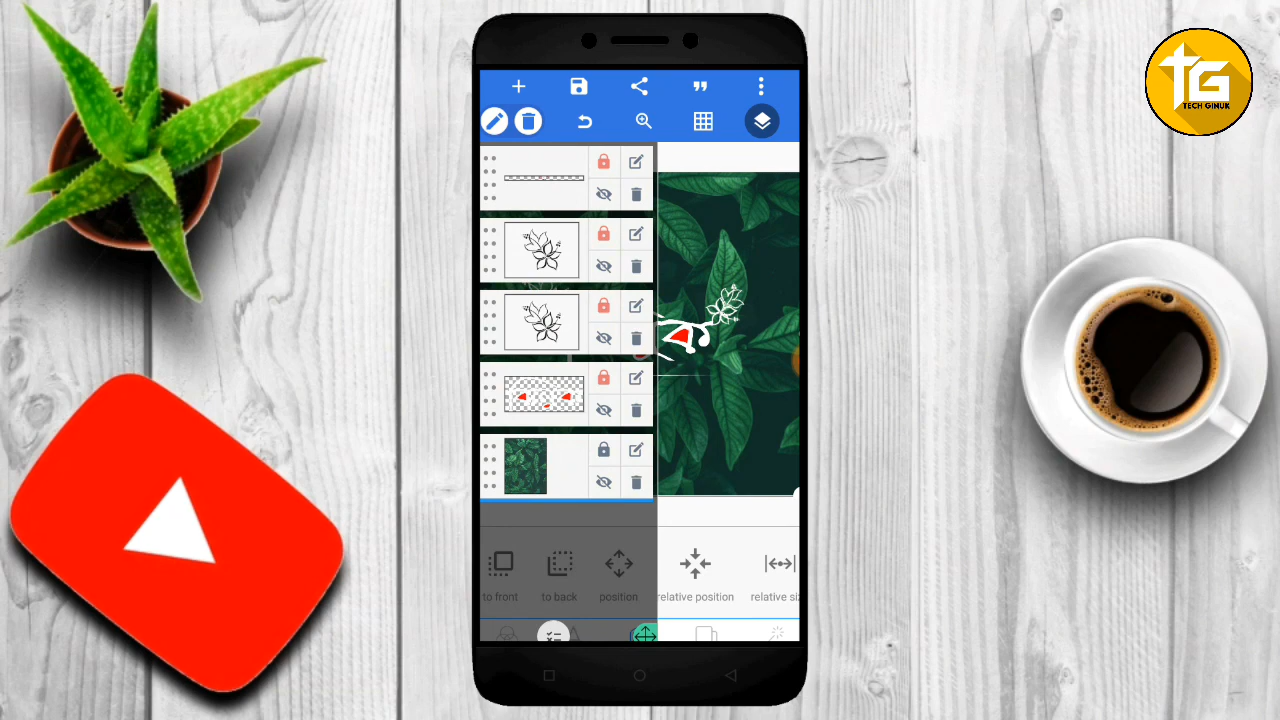 TG
TECH GINUK
to front
to back
position
relative position
relative si